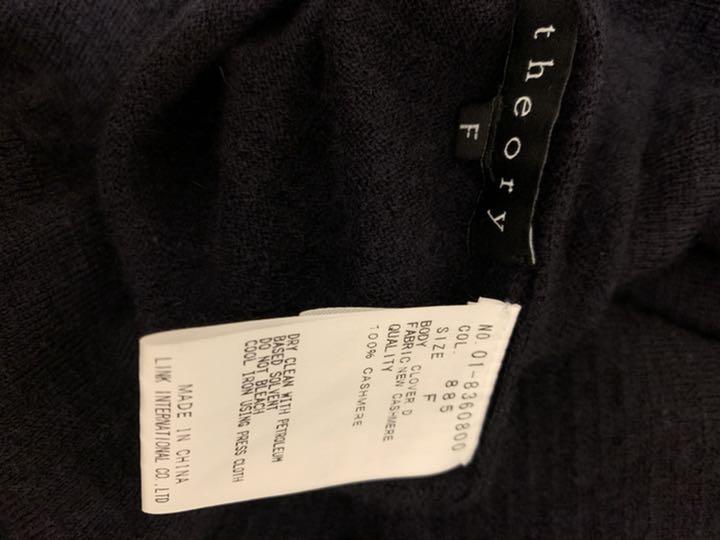 theory
F
NO. 01-8360800
COL. 885
SIZE F
BODY CLOVER D
FABRIC NEW CASHMERE
QUALITY
100% CASHMERE
DRY CLEAN WITH PETROLEUM
BASED SOLVENT
DO NOT BLEACH
COOL IRON USING PRESS CLOTH
MADE IN CHINA
LINK INTERNATIONAL CO.,LTD